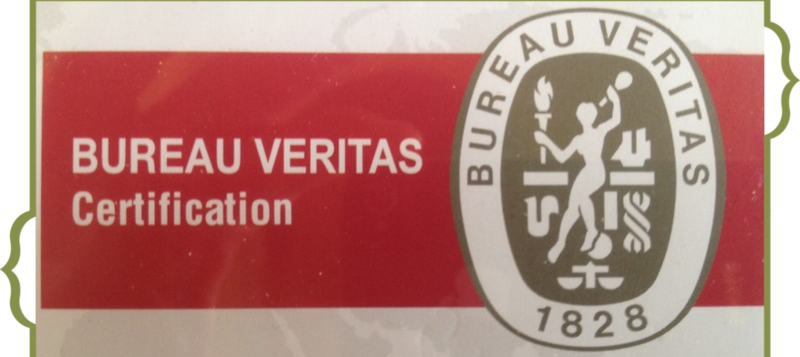 BUREAU VERITAS
Certification
BUREAU VERITAS
1828